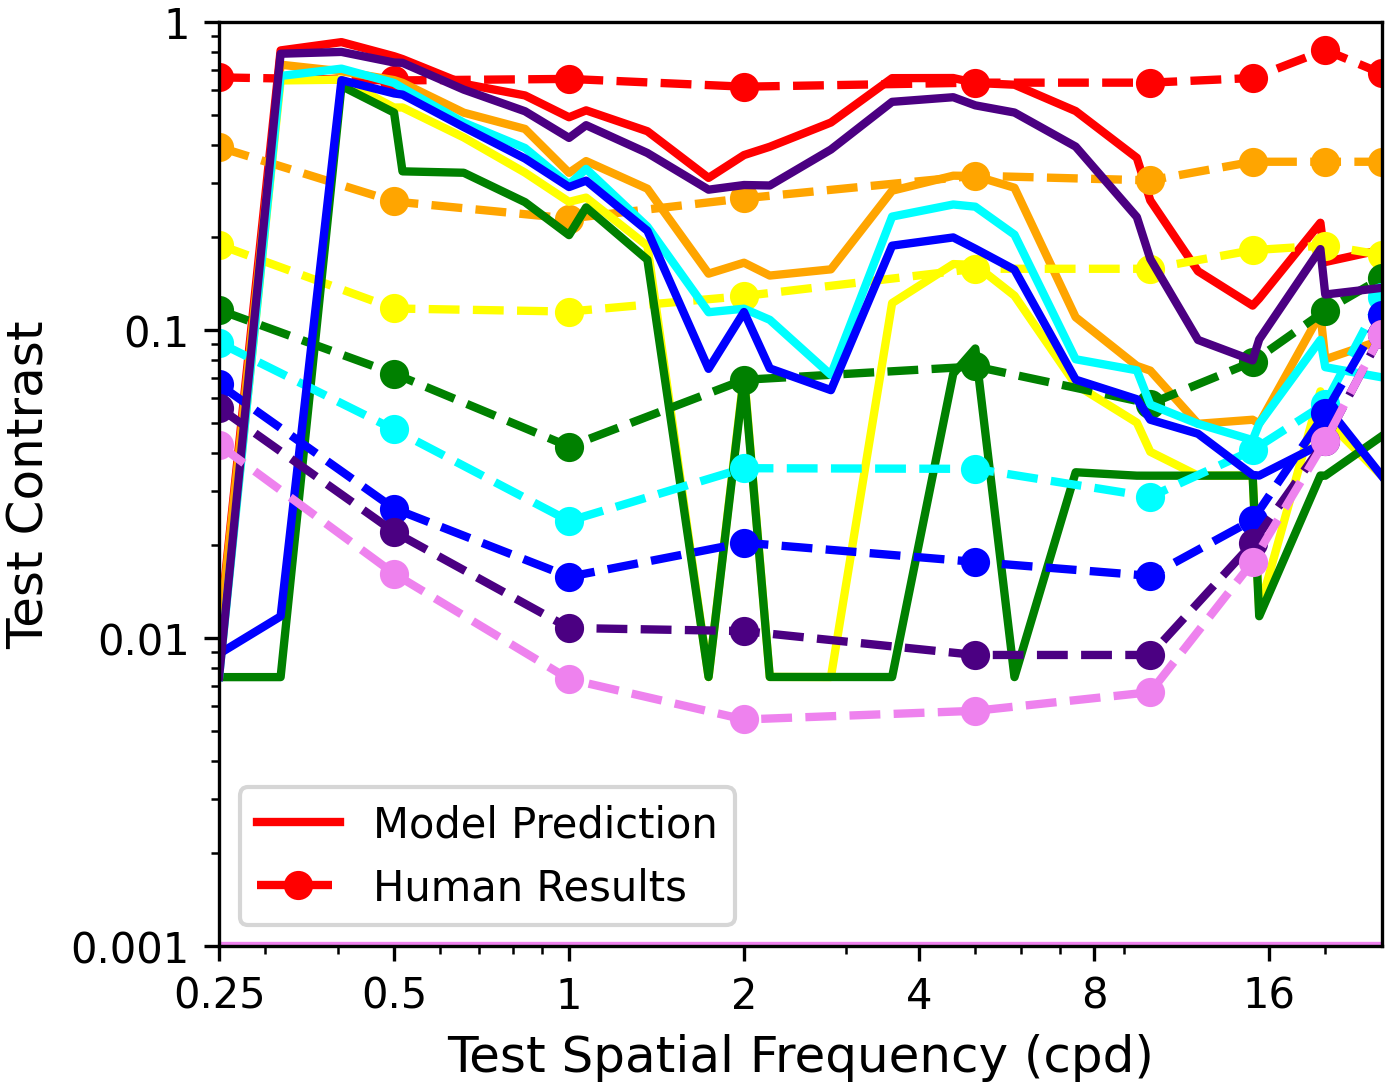 1
0.1
0.01
0.001
Test Contrast
Model Prediction
Human Results
0.25 0.5 1 2 4 8 16
Test Spatial Frequency (cpd)